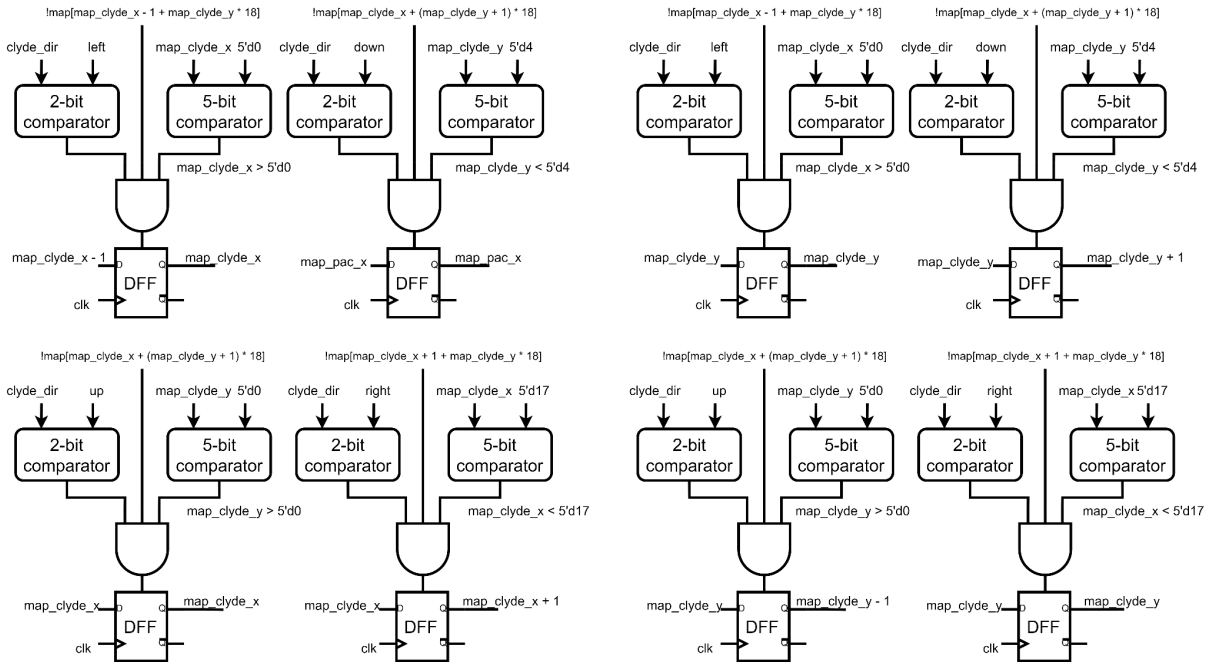 !map[map_clyde_x - 1 + map_clyde_y * 18]
!map[map_clyde_x + (map_clyde_y + 1) * 18]
!map[map_clyde_x - 1 + map_clyde_y * 18]
!map[map_clyde_x + (map_clyde_y + 1) * 18]
clyde_dir left map_clyde_x 5'd0
clyde_dir down map_clyde_y 5'd4
clyde_dir left map_clyde_x 5'd0
clyde_dir down map_clyde_y 5'd4
2-bit
comparator
5-bit
comparator
2-bit
comparator
5-bit
comparator
2-bit
comparator
5-bit
comparator
2-bit
comparator
5-bit
comparator
map_clyde_x > 5'd0
map_clyde_y < 5'd4
map_clyde_x > 5'd0
map_clyde_y < 5'd4
map_clyde_x - 1
D
Q
map_clyde_x
DFF
clk
Q
map_pac_x
D
Q
map_pac_x
DFF
clk
Q
map_clyde_y
D
Q
map_clyde_y
DFF
clk
Q
map_clyde_y
D
Q
map_clyde_y + 1
DFF
clk
Q
!map[map_clyde_x + (map_clyde_y + 1) * 18]
!map[map_clyde_x + 1 + map_clyde_y * 18]
!map[map_clyde_x + (map_clyde_y + 1) * 18]
!map[map_clyde_x + 1 + map_clyde_y * 18]
clyde_dir up map_clyde_y 5'd0
clyde_dir right map_clyde_x 5'd17
clyde_dir up map_clyde_y 5'd0
clyde_dir right map_clyde_x 5'd17
2-bit
comparator
5-bit
comparator
2-bit
comparator
5-bit
comparator
2-bit
comparator
5-bit
comparator
2-bit
comparator
5-bit
comparator
map_clyde_y > 5'd0
map_clyde_x < 5'd17
map_clyde_y > 5'd0
map_clyde_x < 5'd17
map_clyde_x
D
Q
map_clyde_x
DFF
clk
Q
map_clyde_x
D
Q
map_clyde_x + 1
DFF
clk
Q
map_clyde_y
D
Q
map_clyde_y - 1
DFF
clk
Q
map_clyde_y
D
Q
map_clyde_y
DFF
clk
Q